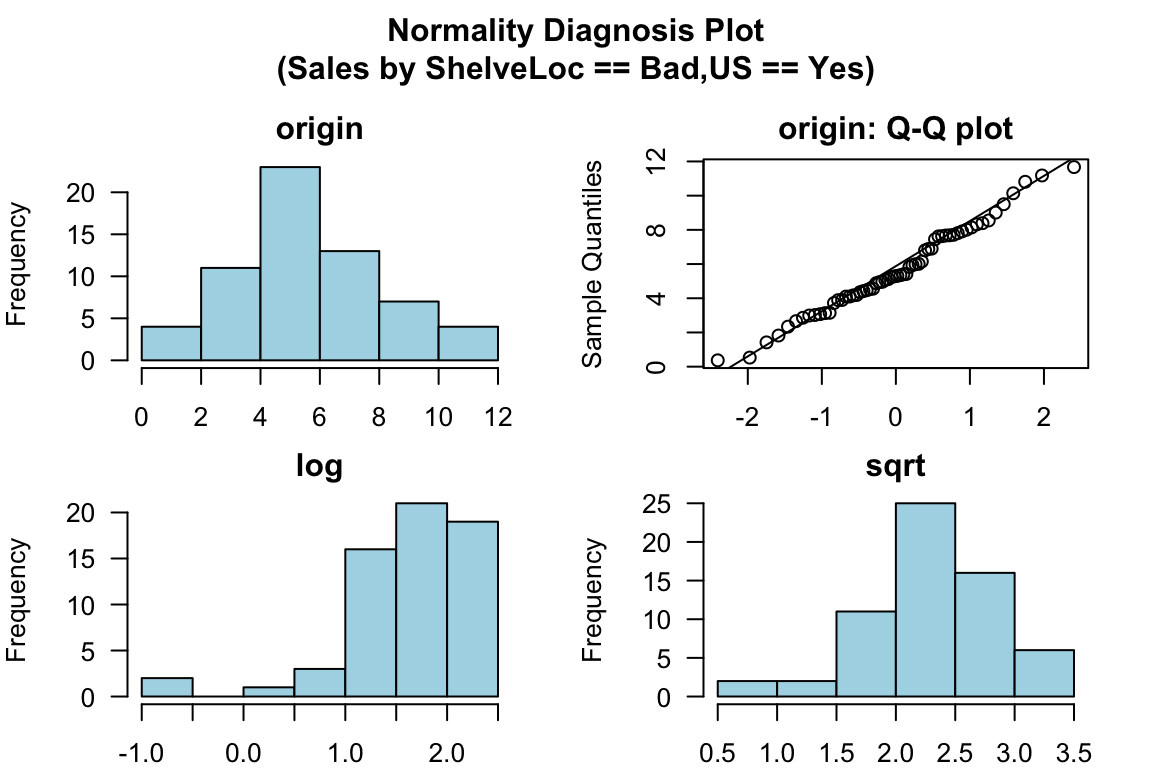 Normality Diagnosis Plot
(Sales by ShelveLoc == Bad,US == Yes)
origin
Frequency
0 5 10 15 20
0 2 4 6 8 10 12
origin: Q-Q plot
Sample Quantiles
0 4 8 12
-2 -1 0 1 2
log
Frequency
0 5 10 15 20
-1.0 0.0 1.0 2.0
sqrt
Frequency
0 5 10 15 20 25
0.5 1.0 1.5 2.0 2.5 3.0 3.5